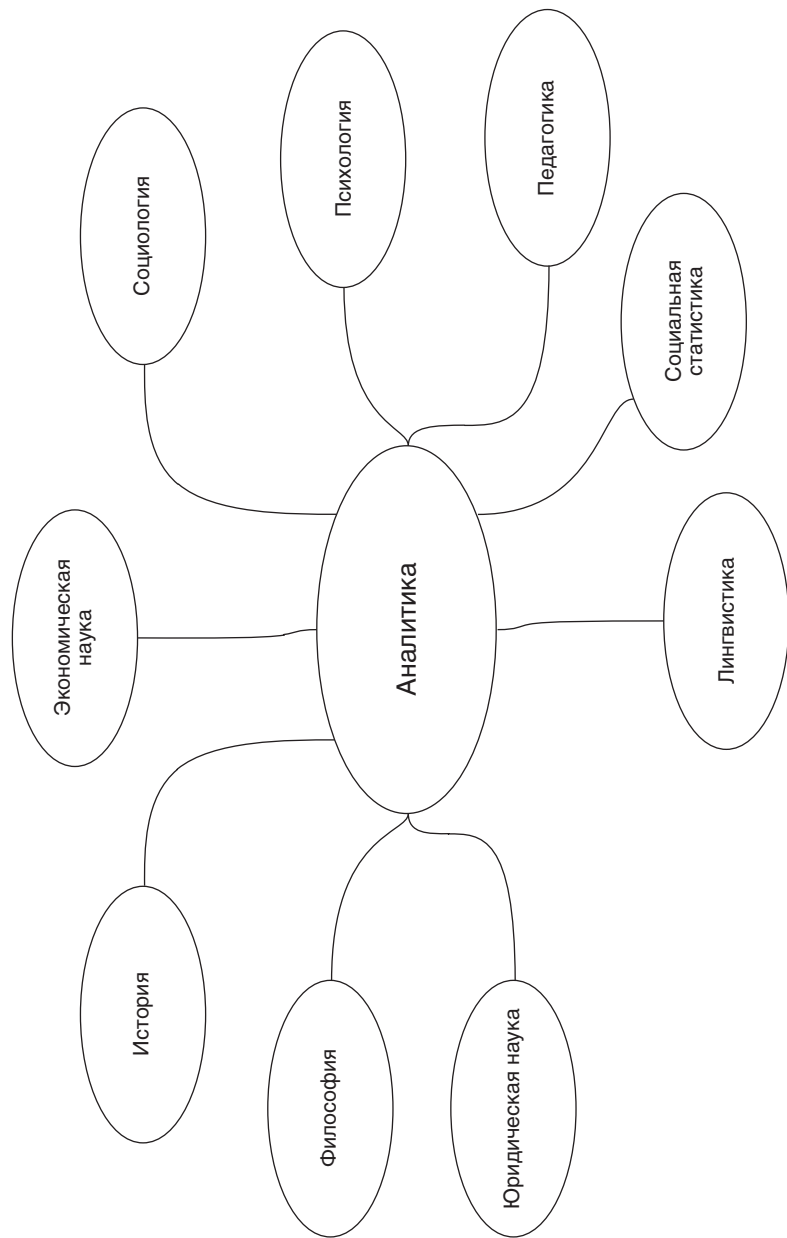 Экономическая
наука
История
Социология
Философия
Психология
Аналитика
Юридическая наука
Педагогика
Социальная
статистика
Лингвистика